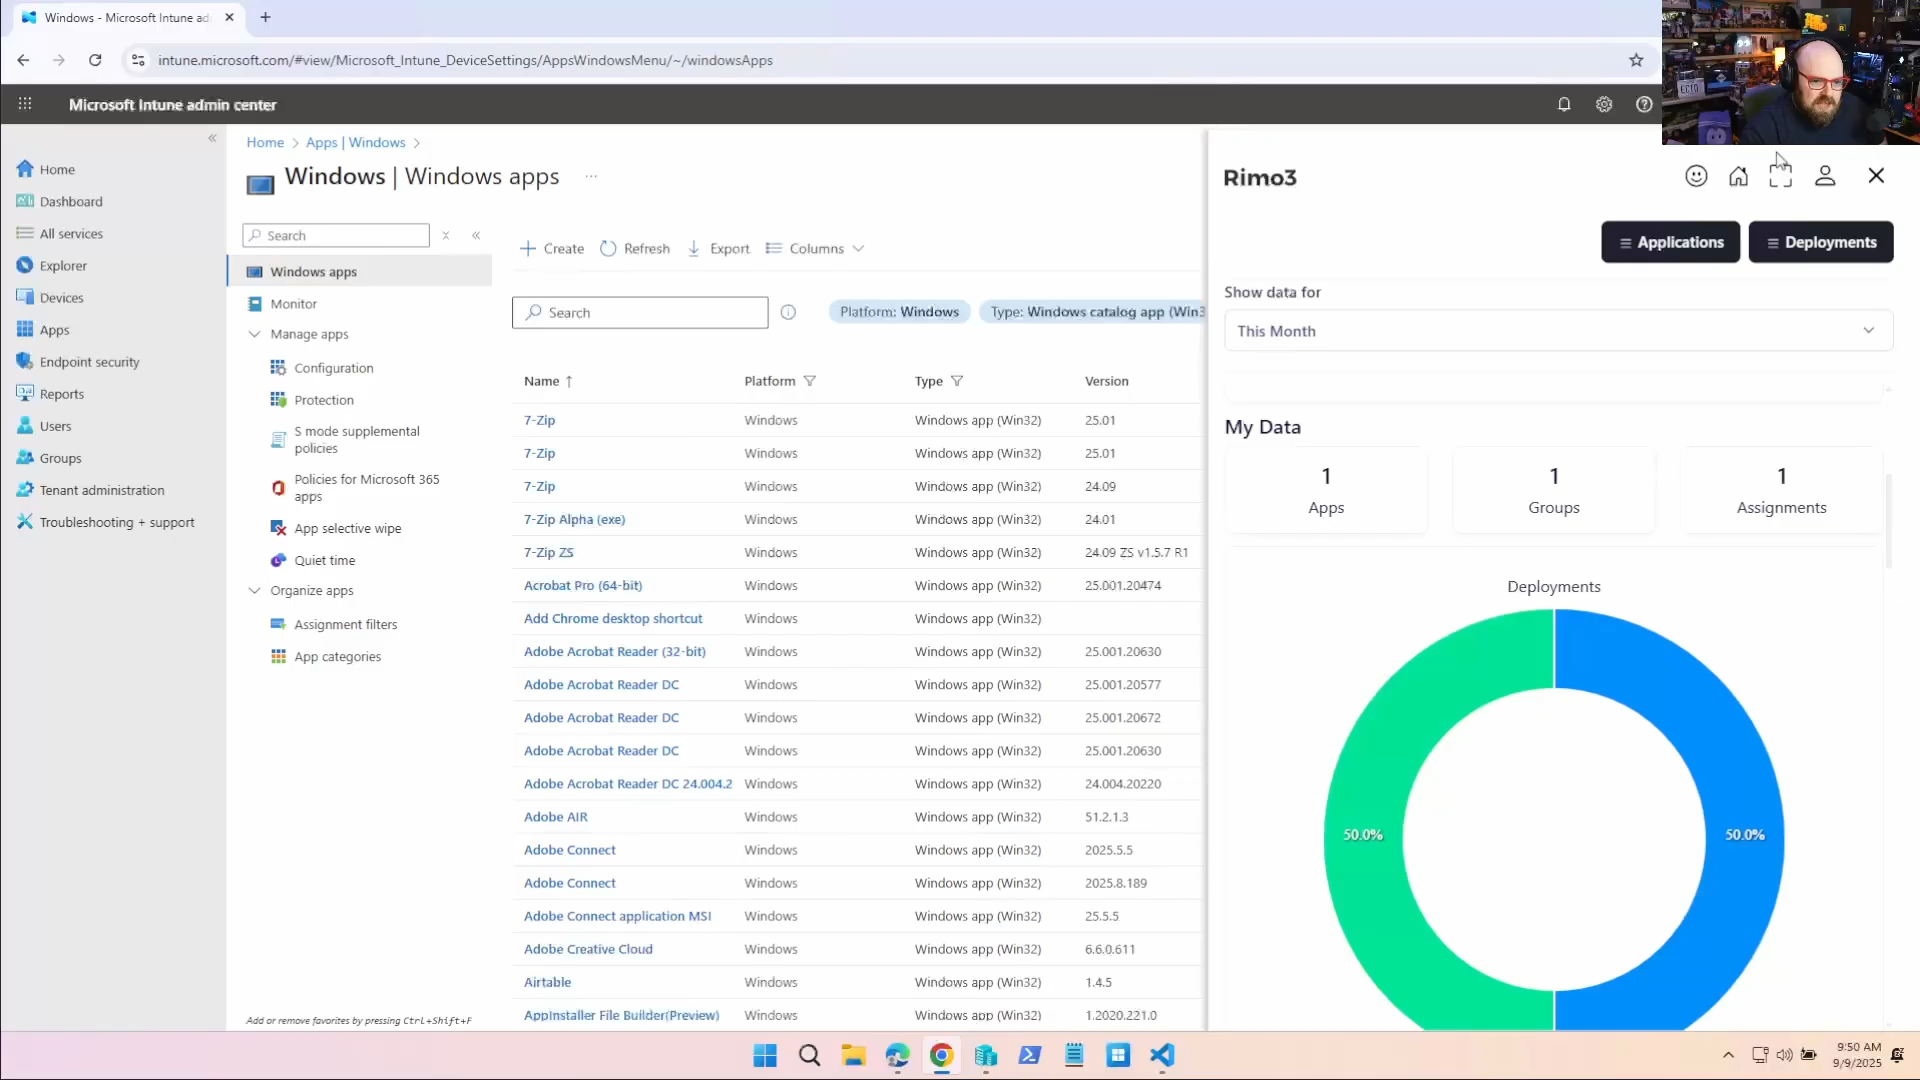 Windows - Microsoft Intune ad
intune.microsoft.com/#view/Microsoft_Intune_DeviceSettings/AppsWindowsMenu/~/windowsApps
Microsoft Intune admin center
Home
Dashboard
All services
Explorer
Devices
Apps
Endpoint security
Reports
Users
Groups
Tenant administration
Troubleshooting + support
Home > Apps | Windows >
Windows | Windows apps ...
Search
Windows apps
Monitor
Manage apps
Configuration
Protection
S mode supplemental
policies
Policies for Microsoft 365
apps
App selective wipe
Quiet time
Organize apps
Assignment filters
App categories
Add or remove favorites by pressing Ctrl+Shift+F
Create Refresh Export Columns
Search Platform: Windows Type: Windows catalog app (Win3
Name ↑ Platform Type Version
7-Zip Windows Windows app (Win32) 25.01
7-Zip Windows Windows app (Win32) 25.01
7-Zip Windows Windows app (Win32) 24.09
7-Zip Alpha (exe) Windows Windows app (Win32) 24.01
7-Zip ZS Windows Windows app (Win32) 24.09 ZS v1.5.7 R1
Acrobat Pro (64-bit) Windows Windows app (Win32) 25.001.20474
Add Chrome desktop shortcut Windows Windows app (Win32)
Adobe Acrobat Reader (32-bit) Windows Windows app (Win32) 25.001.20630
Adobe Acrobat Reader DC Windows Windows app (Win32) 25.001.20577
Adobe Acrobat Reader DC Windows Windows app (Win32) 25.001.20672
Adobe Acrobat Reader DC Windows Windows app (Win32) 25.001.20630
Adobe Acrobat Reader DC 24.004.2 Windows Windows app (Win32) 24.004.20220
Adobe AIR Windows Windows app (Win32) 51.2.1.3
Adobe Connect Windows Windows app (Win32) 2025.5.5
Adobe Connect Windows Windows app (Win32) 2025.8.189
Adobe Connect application MSI Windows Windows app (Win32) 25.5.5
Adobe Creative Cloud Windows Windows app (Win32) 6.6.0.611
Airtable Windows Windows app (Win32) 1.4.5
AppInstaller File Builder(Preview) Windows Windows app (Win32) 1.2020.221.0
Rimo3
Applications Deployments
Show data for
This Month
My Data
1 1 1
Apps Groups Assignments
Deployments
50.0% 50.0%
9:50 AM
9/9/2025